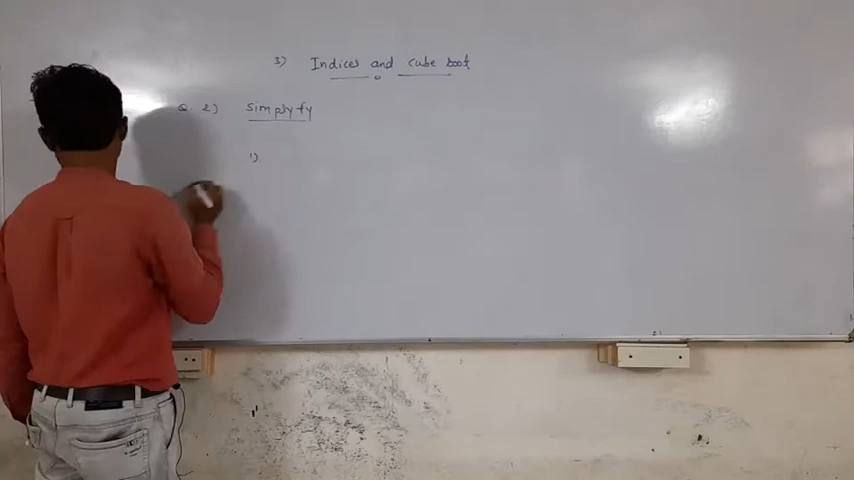 3) Indices and cube root
Q. 2) Simplyfy
1)